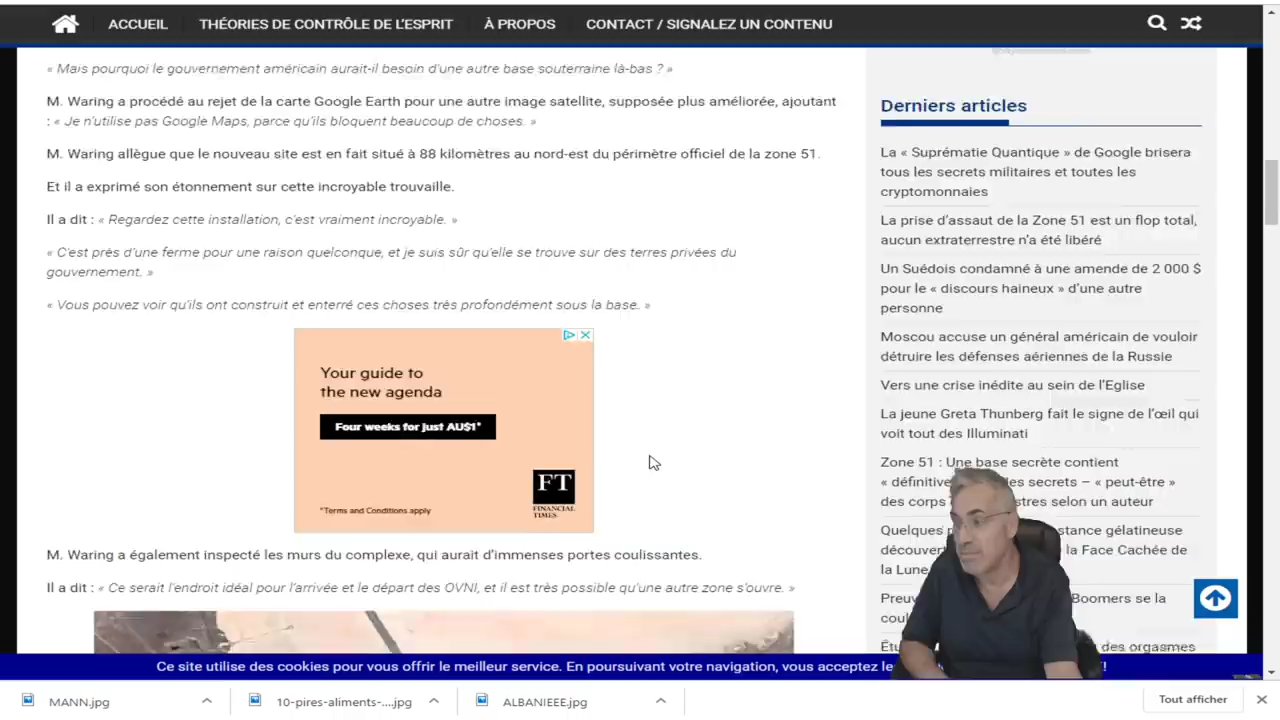 ACCUEIL THÉORIES DE CONTRÔLE DE L'ESPRIT À PROPOS CONTACT / SIGNALEZ UN CONTENU
« Mais pourquoi le gouvernement américain aurait-il besoin d'une autre base souterraine là-bas ? »
M. Waring a procédé au rejet de la carte Google Earth pour une autre image satellite, supposée plus améliorée, ajoutant
: « Je n'utilise pas Google Maps, parce qu'ils bloquent beaucoup de choses. »
M. Waring allègue que le nouveau site est en fait situé à 88 kilomètres au nord-est du périmètre officiel de la zone 51.
Et il a exprimé son étonnement sur cette incroyable trouvaille.
Il a dit : « Regardez cette installation, c'est vraiment incroyable. »
« C'est près d'une ferme pour une raison quelconque, et je suis sûr qu'elle se trouve sur des terres privées du
gouvernement. »
« Vous pouvez voir qu'ils ont construit et enterré ces choses très profondément sous la base. »
Your guide to
the new agenda
Four weeks for just AU$1*
*Terms and Conditions apply
FT
FINANCIAL
TIMES
M. Waring a également inspecté les murs du complexe, qui aurait d'immenses portes coulissantes.
Il a dit : « Ce serait l'endroit idéal pour l'arrivée et le départ des OVNI, et il est très possible qu'une autre zone s'ouvre. »
Derniers articles
La « Suprématie Quantique » de Google brisera
tous les secrets militaires et toutes les
cryptomonnaies
La prise d'assaut de la Zone 51 est un flop total,
aucun extraterrestre n'a été libéré
Un Suédois condamné à une amende de 2 000 $
pour le « discours haineux » d'une autre
personne
Moscou accuse un général américain de vouloir
détruire les défenses aériennes de la Russie
Vers une crise inédite au sein de l'Eglise
La jeune Greta Thunberg fait le signe de l'œil qui
voit tout des Illuminati
Zone 51 : Une base secrète contient
des secrets – « peut-être »
des corps selon un auteur
Quelques gélatineuse
la Face Cachée de
la Lune
Boomers se la
des orgasmes
Ce site utilise des cookies pour vous offrir le meilleur service. En poursuivant votre navigation, vous acceptez
MANN.jpg 10-pires-aliments-....jpg ALBANIEEE.jpg Tout afficher